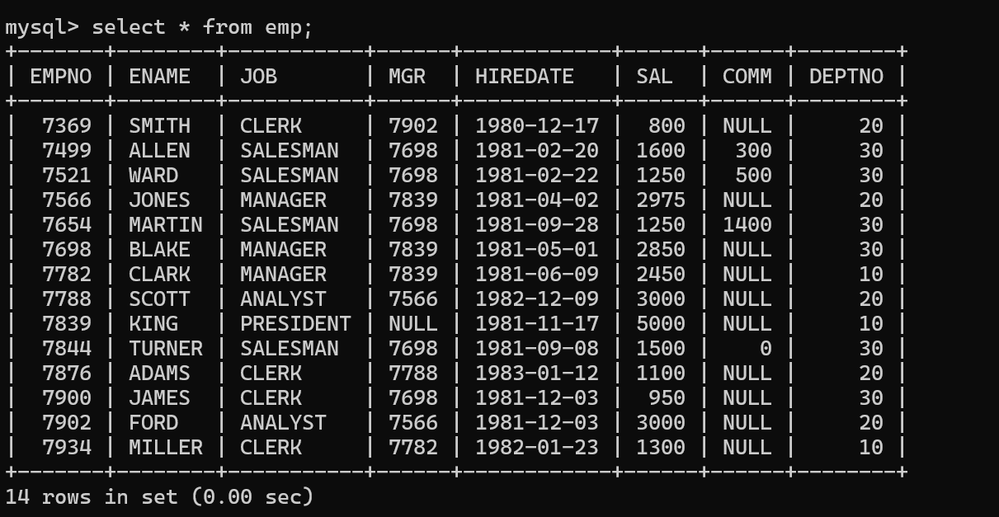 mysql> select * from emp;
+-------+--------+-----------+------+------------+------+------+--------+
| EMPNO | ENAME  | JOB       | MGR  | HIREDATE   | SAL  | COMM | DEPTNO |
+-------+--------+-----------+------+------------+------+------+--------+
|  7369 | SMITH  | CLERK     | 7902 | 1980-12-17 |  800 | NULL |     20 |
|  7499 | ALLEN  | SALESMAN  | 7698 | 1981-02-20 | 1600 |  300 |     30 |
|  7521 | WARD   | SALESMAN  | 7698 | 1981-02-22 | 1250 |  500 |     30 |
|  7566 | JONES  | MANAGER   | 7839 | 1981-04-02 | 2975 | NULL |     20 |
|  7654 | MARTIN | SALESMAN  | 7698 | 1981-09-28 | 1250 | 1400 |     30 |
|  7698 | BLAKE  | MANAGER   | 7839 | 1981-05-01 | 2850 | NULL |     30 |
|  7782 | CLARK  | MANAGER   | 7839 | 1981-06-09 | 2450 | NULL |     10 |
|  7788 | SCOTT  | ANALYST   | 7566 | 1982-12-09 | 3000 | NULL |     20 |
|  7839 | KING   | PRESIDENT | NULL | 1981-11-17 | 5000 | NULL |     10 |
|  7844 | TURNER | SALESMAN  | 7698 | 1981-09-08 | 1500 |    0 |     30 |
|  7876 | ADAMS  | CLERK     | 7788 | 1983-01-12 | 1100 | NULL |     20 |
|  7900 | JAMES  | CLERK     | 7698 | 1981-12-03 |  950 | NULL |     30 |
|  7902 | FORD   | ANALYST   | 7566 | 1981-12-03 | 3000 | NULL |     20 |
|  7934 | MILLER | CLERK     | 7782 | 1982-01-23 | 1300 | NULL |     10 |
+-------+--------+-----------+------+------------+------+------+--------+
14 rows in set (0.00 sec)